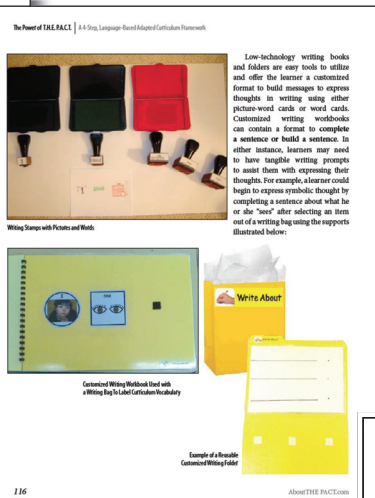 The Power of T.H.E. P.A.C.T. | A 4-Step, Language-Based Adapted Curriculum Framework
Low-technology writing books
and folders are easy tools to utilize
and offer the learner a customized
format to build messages to express
thoughts in writing using either
picture-word cards or word cards.
Customized writing workbooks
can contain a format to complete
a sentence or build a sentence. In
either instance, learners may need
to have tangible writing prompts
to assist them with expressing their
thoughts. For example, a learner could
begin to express symbolic thought by
completing a sentence about what he
or she "sees" after selecting an item
out of a writing bag using the supports
illustrated below:
Writing Stamps with Pictures and Words
I
see
Write About
Customized Writing Workbook Used with
a Writing Bag To Label Curriculum Vocabulary
Example of a Reusable
Customized Writing Folder
116
AboutTHE PACT.com